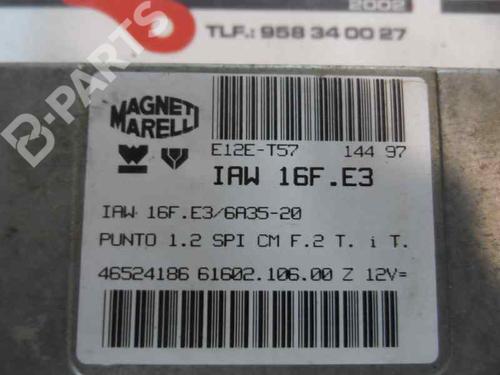 2002
TLF.: 958 34 00 27
B-PARTS
MAGNETI
MARELLI
E12E-T57 144 97
IAW 16F.E3
IAW 16F.E3/6A35-20
PUNTO 1.2 SPI CM F.2 T. i T.
46524186 61602.106.00 Z 12V=